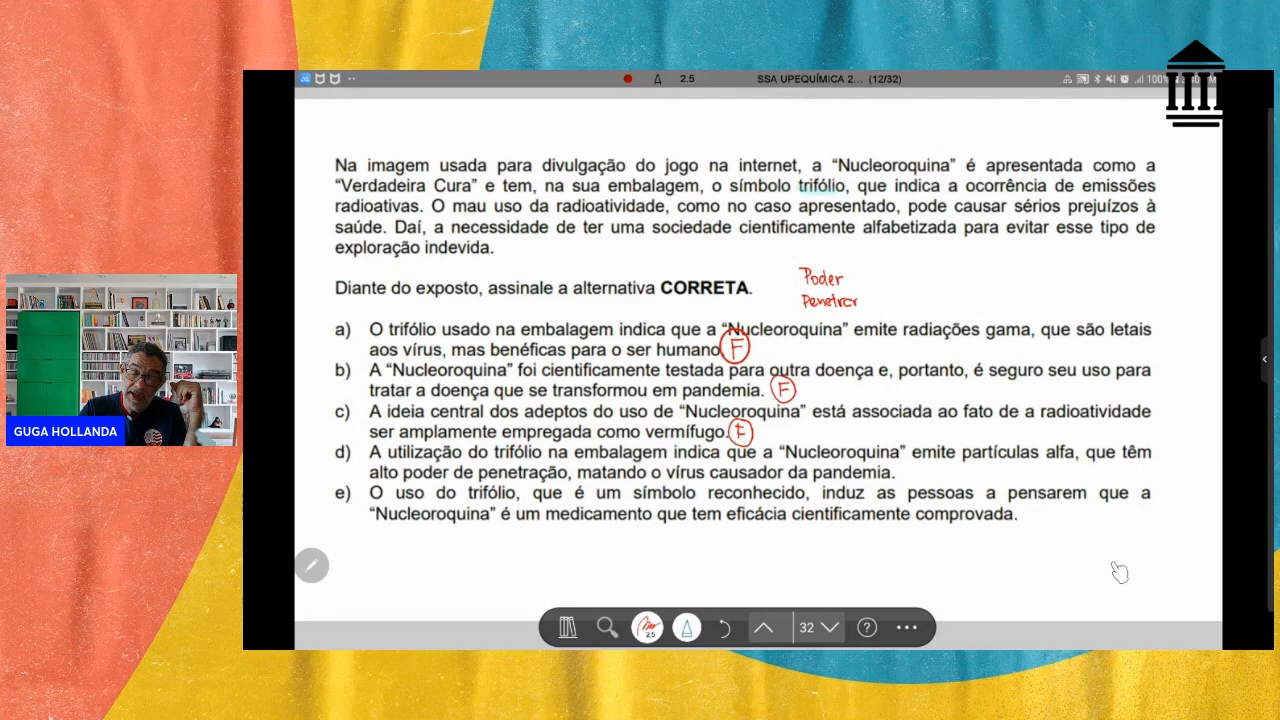 2.5 SSA UPEQUÍMICA 2... (12/32) 100%
Na imagem usada para divulgação do jogo na internet, a “Nucleoroquina” é apresentada como a
“Verdadeira Cura” e tem, na sua embalagem, o símbolo trifólio, que indica a ocorrência de emissões
radioativas. O mau uso da radioatividade, como no caso apresentado, pode causar sérios prejuízos à
saúde. Daí, a necessidade de ter uma sociedade cientificamente alfabetizada para evitar esse tipo de
exploração indevida.
Diante do exposto, assinale a alternativa CORRETA.
Poder
Penetrar
a) O trifólio usado na embalagem indica que a “Nucleoroquina” emite radiações gama, que são letais
aos vírus, mas benéficas para o ser humano. F
b) A “Nucleoroquina” foi cientificamente testada para outra doença e, portanto, é seguro seu uso para
tratar a doença que se transformou em pandemia. F
c) A ideia central dos adeptos do uso de “Nucleoroquina” está associada ao fato de a radioatividade
ser amplamente empregada como vermífugo. F
d) A utilização do trifólio na embalagem indica que a “Nucleoroquina” emite partículas alfa, que têm
alto poder de penetração, matando o vírus causador da pandemia.
e) O uso do trifólio, que é um símbolo reconhecido, induz as pessoas a pensarem que a
“Nucleoroquina” é um medicamento que tem eficácia cientificamente comprovada.
GUGA HOLLANDA
2.5 32